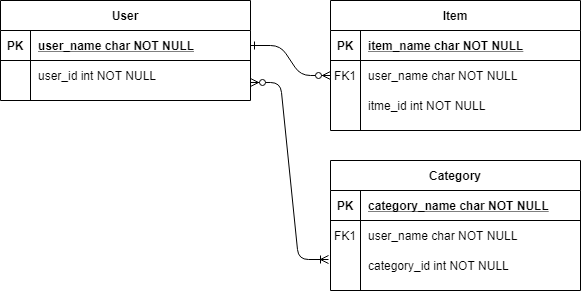 User
PK user_name char NOT NULL
user_id int NOT NULL
Item
PK item_name char NOT NULL
FK1 user_name char NOT NULL
itme_id int NOT NULL
Category
PK category_name char NOT NULL
FK1 user_name char NOT NULL
category_id int NOT NULL